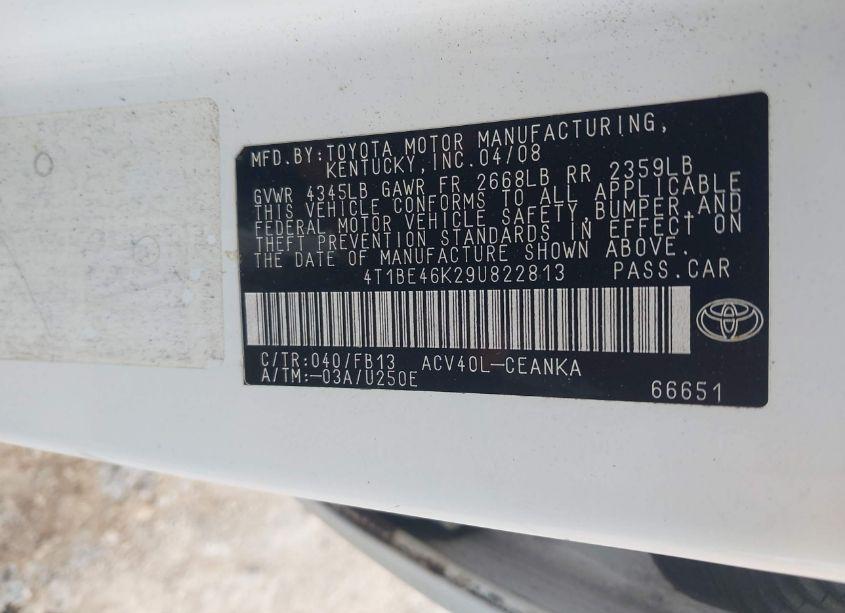 MFD.BY:TOYOTA MOTOR MANUFACTURING,
KENTUCKY,INC.04/08
GVWR 4345LB GAWR FR 2668LB RR 2359LB
THIS VEHICLE CONFORMS TO ALL APPLICABLE
FEDERAL MOTOR VEHICLE SAFETY,BUMPER,AND
THEFT PREVENTION STANDARDS IN EFFECT ON
THE DATE OF MANUFACTURE SHOWN ABOVE.
4T1BE46K29U822813 PASS.CAR
C/TR:040/FB13 ACV40L-CEANKA
A/TM:-03A/U250E
66651